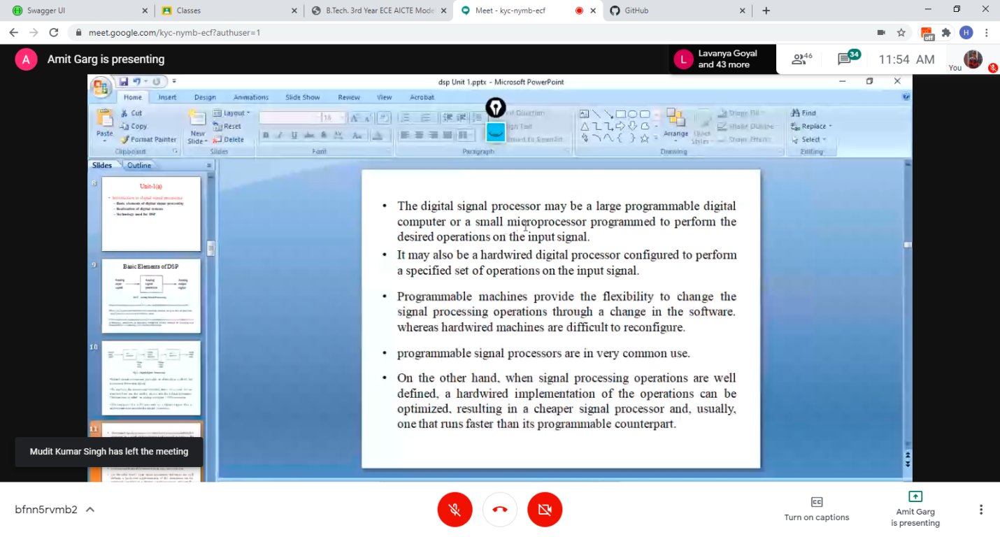 Swagger UI
Classes
B.Tech. 3rd Year ECE AICTE Mode
Meet - kyc-nymb-ecf
GitHub
meet.google.com/kyc-nymb-ecf?authuser=1
off
H
A
Amit Garg is presenting
L
Lavanya Goyal
and 43 more
46
34
11:54 AM
You
dsp Unit 1.pptx - Microsoft PowerPoint
Home
Insert
Design
Animations
Slide Show
Review
View
Acrobat
Cut
Copy
Format Painter
Paste
Clipboard
New
Slide
Layout
Reset
Delete
Slides
Font
Paragraph
Arrange
Drawing
Shape Fill
Shape Outline
Shape Effects
Find
Replace
Select
Editing
Slides
Outline
8
Unit-1(a)
9
Basic Elements of DSP
10
11
• The digital signal processor may be a large programmable digital
computer or a small microprocessor programmed to perform the
desired operations on the input signal.
• It may also be a hardwired digital processor configured to perform
a specified set of operations on the input signal.
• Programmable machines provide the flexibility to change the
signal processing operations through a change in the software.
whereas hardwired machines are difficult to reconfigure.
• programmable signal processors are in very common use.
• On the other hand, when signal processing operations are well
defined, a hardwired implementation of the operations can be
optimized, resulting in a cheaper signal processor and, usually,
one that runs faster than its programmable counterpart.
Mudit Kumar Singh has left the meeting
bfnn5rvmb2
Turn on captions
Amit Garg
is presenting